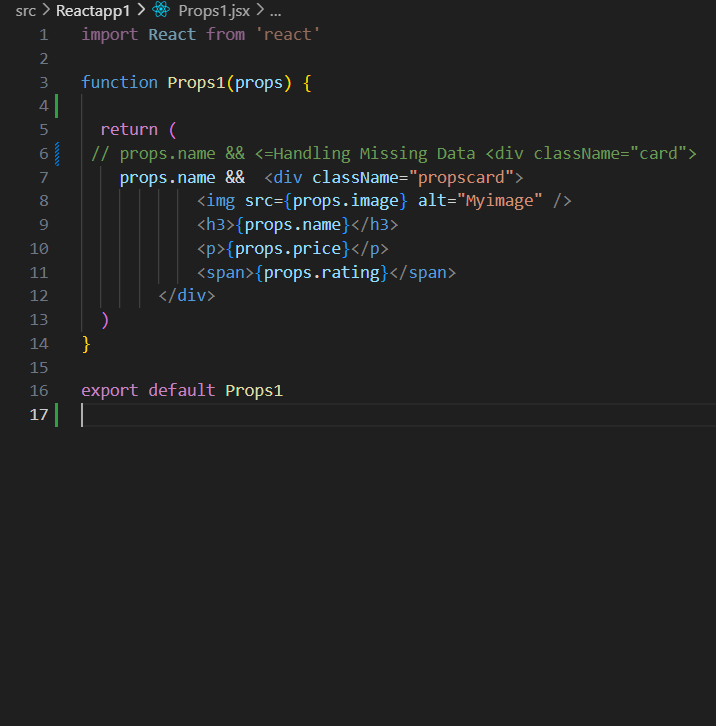 src > Reactapp1 > Props1.jsx > ...
1 import React from 'react'
2
3 function Props1(props) {
4
5 return (
6 // props.name && <=Handling Missing Data <div className="card">
7 props.name && <div className="propscard">
8 <img src={props.image} alt="Myimage" />
9 <h3>{props.name}</h3>
10 <p>{props.price}</p>
11 <span>{props.rating}</span>
12 </div>
13 )
14 }
15
16 export default Props1
17